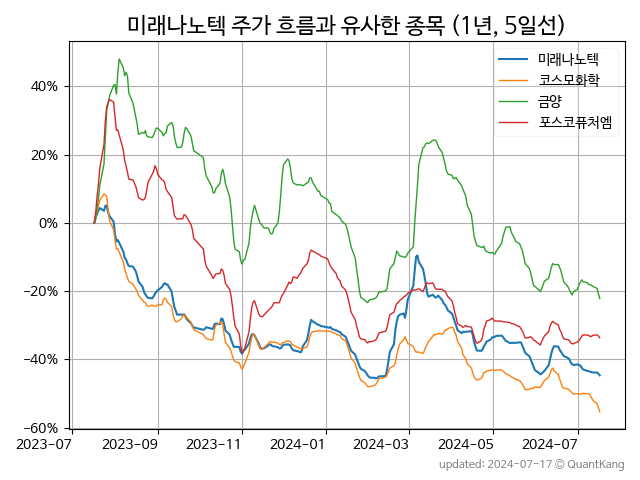 미래나노텍 주가 흐름과 유사한 종목 (1년, 5일선)
미래나노텍
코스모화학
금양
포스코퓨처엠
40%
20%
0%
−20%
−40%
−60%
2023-07 2023-09 2023-11 2024-01 2024-03 2024-05 2024-07
updated: 2024-07-17 © QuantKang